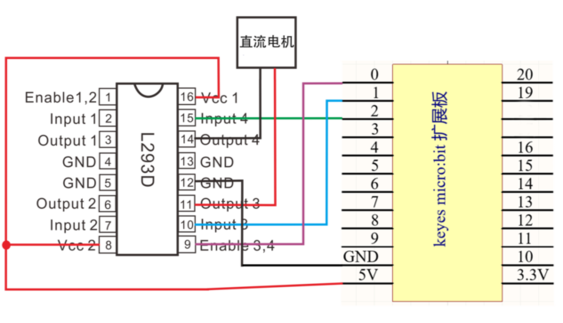 直流电机
Enable1,2 1
Input 1 2
Output 1 3
GND 4
GND 5
Output 2 6
Input 2 7
Vcc 2 8
L293D
16 Vcc 1
15 Input 4
14 Output 4
13 GND
12 GND
11 Output 3
10 Input 3
9 Enable 3,4
0
1
2
3
4
5
6
7
8
9
GND
5V
keyes micro:bit 扩展板
20
19
16
15
14
13
12
11
10
3.3V